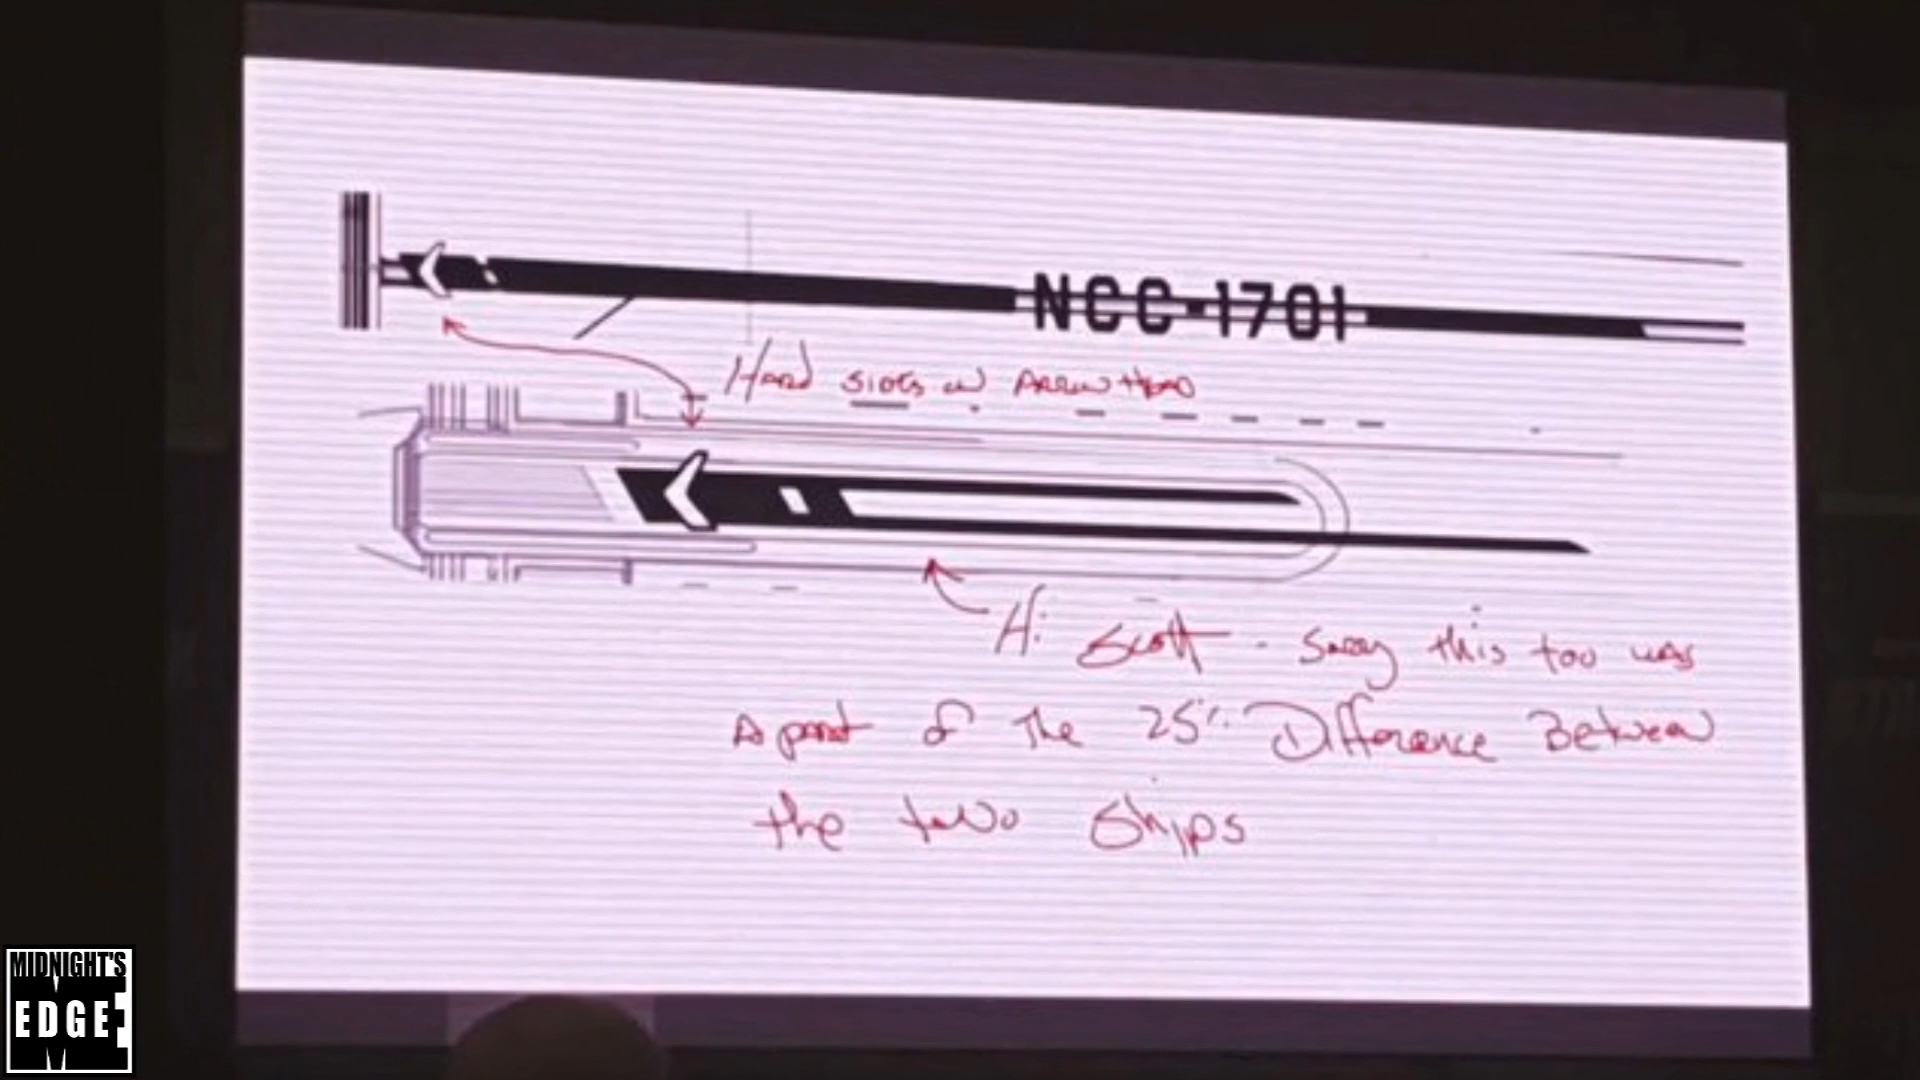 NCC-1701
Hard sides w/ Arrowhead
Hi Scott - Sorry this too was
A part of the 25% Difference Between
the two Ships
MIDNIGHT'S
EDGE
M E